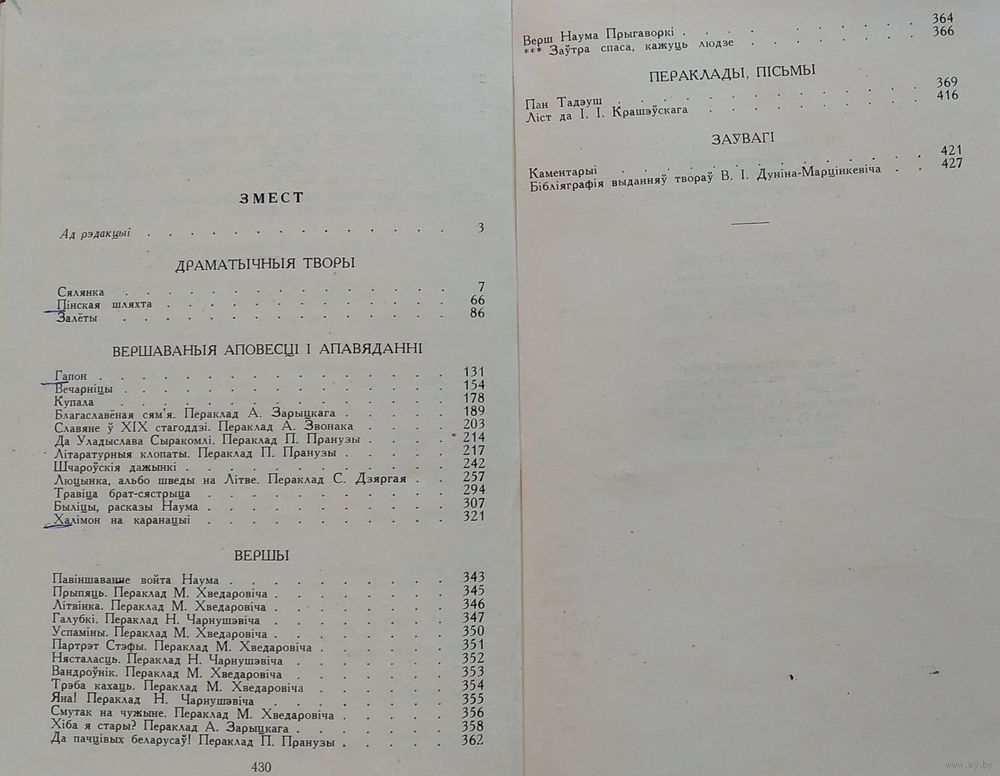 ЗМЕСТ
Ад рэдакцыі . . . . . . . . . . . . . . 3
ДРАМАТЫЧНЫЯ ТВОРЫ
Сялянка . . . . . . . . . . . . . . 7
Пінская шляхта . . . . . . . . . . . . . 66
Залёты . . . . . . . . . . . . . . 86
ВЕРШАВАНЫЯ АПОВЕСЦІ І АПАВЯДАННІ
Гапон . . . . . . . . . . . . . . 131
Вечарніцы . . . . . . . . . . . . . 154
Купала . . . . . . . . . . . . . . 178
Благаславёная сям'я. Пераклад А. Зарыцкага . . . . 189
Славяне ў XIX стагоддзі. Пераклад А. Звонака . . . 203
Да Уладыслава Сыракомлі. Пераклад П. Пранузы . . . . 214
Літаратурныя клопаты. Пераклад П. Пранузы . . . . 217
Шчароўскія дажынкі . . . . . . . . . . . 242
Люцынка, альбо шведы на Літве. Пераклад С. Дзяргая . . 257
Травіца брат-сястрыца . . . . . . . . . . 294
Быліцы, расказы Наума . . . . . . . . . . 307
Халімон на каранацыі . . . . . . . . . . 321
ВЕРШЫ
Павіншаванне войта Наума . . . . . . . . . 343
Прыпяць. Пераклад М. Хведаровіча . . . . . . . 345
Літвінка. Пераклад М. Хведаровіча . . . . . . . 346
Галубкі. Пераклад Н. Чарнушэвіча . . . . . . . 347
Успаміны. Пераклад М. Хведаровіча . . . . . . . 350
Партрэт Стэфы. Пераклад М. Хведаровіча . . . . . 351
Нясталасць. Пераклад Н. Чарнушэвіча . . . . . . 352
Вандроўнік. Пераклад М. Хведаровіча . . . . . . 353
Трэба кахаць. Пераклад М. Хведаровіча . . . . . 354
Яна! Пераклад Н. Чарнушэвіча . . . . . . . 355
Смутак на чужыне. Пераклад М. Хведаровіча . . . . 356
Хіба я стары? Пераклад А. Зарыцкага . . . . . . 358
Да пачцівых беларусаў! Пераклад П. Пранузы . . . . 362
430
Верш Наума Прыгаворкі . . . . . . . . . 364
*** Заўтра спаса, кажуць людзе . . . . . . . 366
ПЕРАКЛАДЫ, ПІСЬМЫ
Пан Тадэуш . . . . . . . . . . . . 369
Ліст да І. І. Крашэўскага . . . . . . . . 416
ЗАЎВАГІ
Каментарыі . . . . . . . . . . . . 421
Бібліяграфія выданняў твораў В. І. Дуніна-Марцінкевіча . . 427
www.ay.by